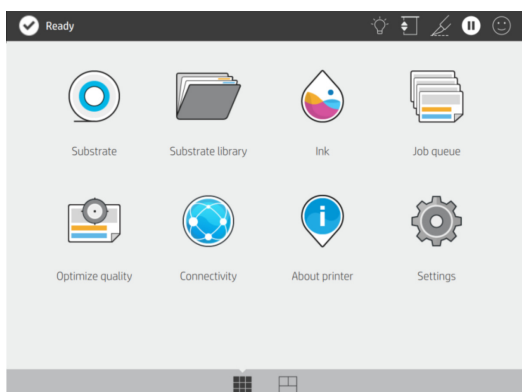 Ready
Substrate
Substrate library
Ink
Job queue
Optimize quality
Connectivity
About printer
Settings